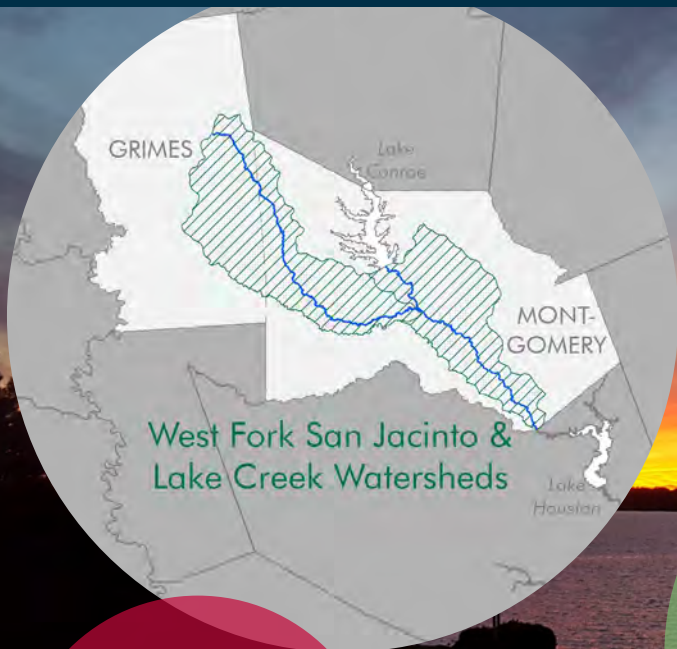 GRIMES
Lake
Conroe
MONT-
GOMERY
West Fork San Jacinto &
Lake Creek Watersheds
Lake
Houston